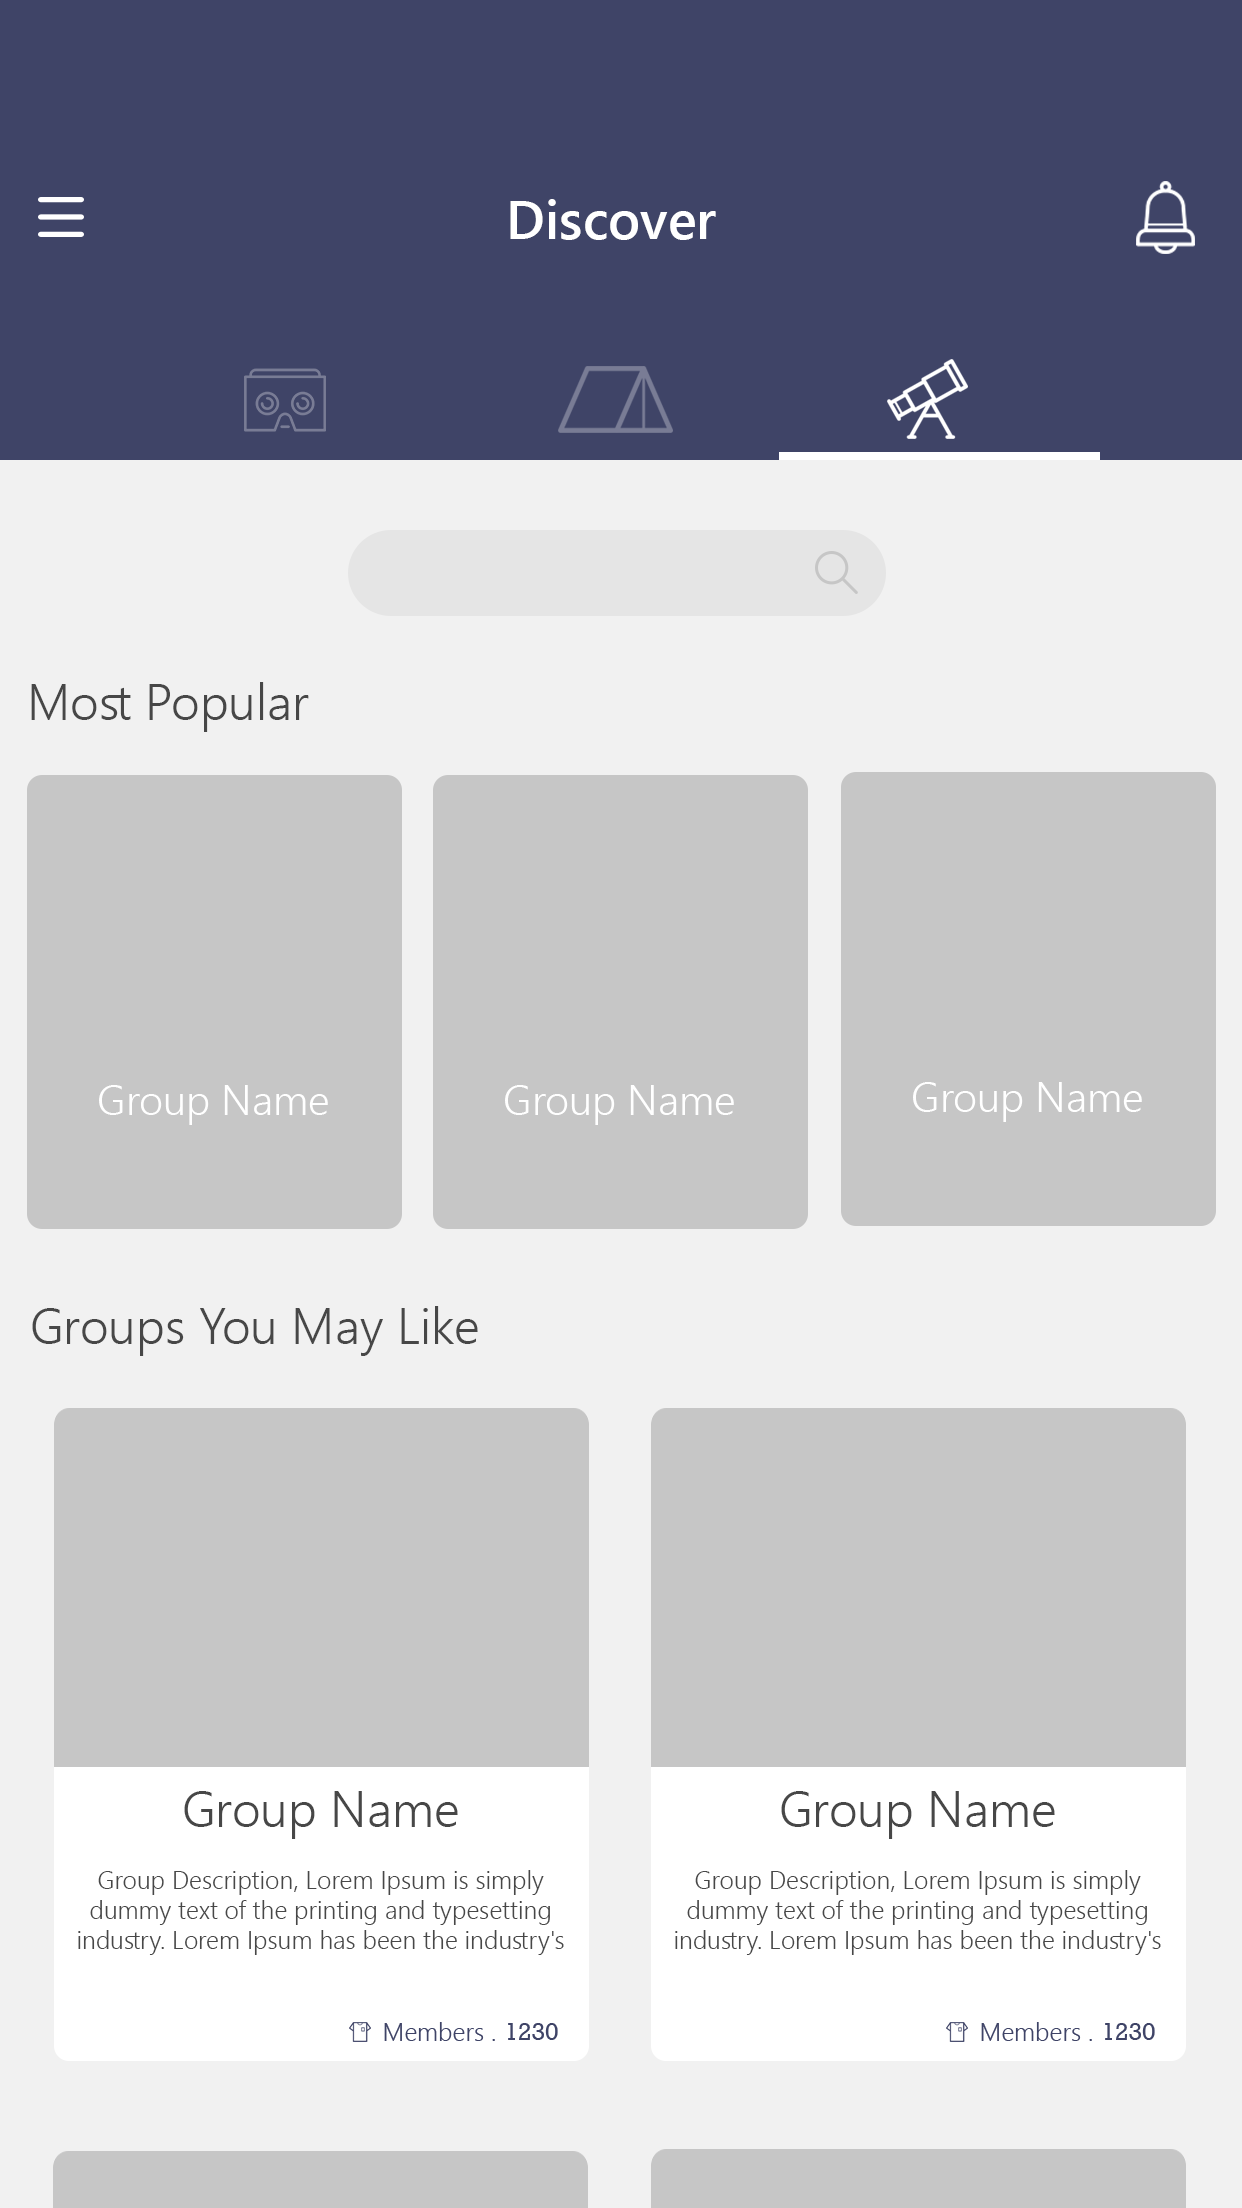 Discover
Most Popular
Group Name
Group Name
Group Name
Groups You May Like
Group Name
Group Description, Lorem Ipsum is simply
dummy text of the printing and typesetting
industry. Lorem Ipsum has been the industry's
Members . 1230
Group Name
Group Description, Lorem Ipsum is simply
dummy text of the printing and typesetting
industry. Lorem Ipsum has been the industry's
Members . 1230